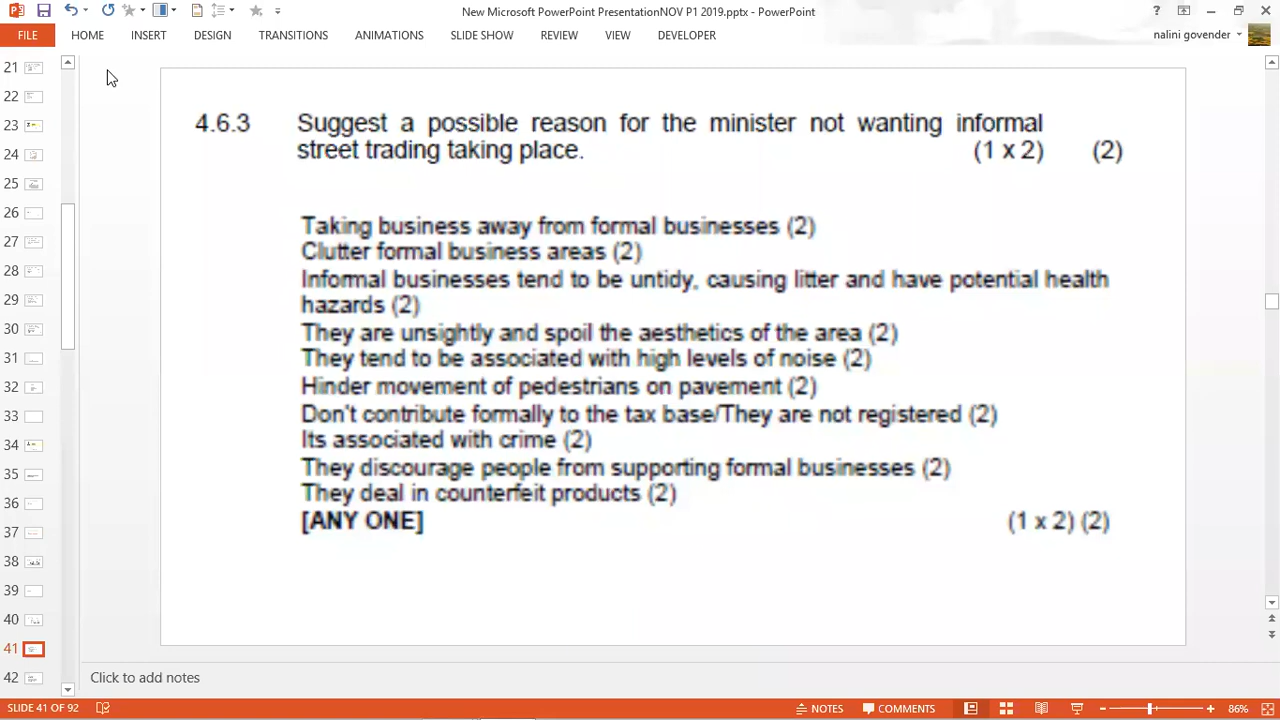 New Microsoft PowerPoint PresentationNOV P1 2019.pptx - PowerPoint
?
FILE HOME INSERT DESIGN TRANSITIONS ANIMATIONS SLIDE SHOW REVIEW VIEW DEVELOPER nalini govender
21
22
23
24
25
26
27
28
29
30
31
32
33
34
35
36
37
38
39
40
41
42
4.6.3 Suggest a possible reason for the minister not wanting informal
street trading taking place. (1 x 2) (2)
Taking business away from formal businesses (2)
Clutter formal business areas (2)
Informal businesses tend to be untidy, causing litter and have potential health
hazards (2)
They are unsightly and spoil the aesthetics of the area (2)
They tend to be associated with high levels of noise (2)
Hinder movement of pedestrians on pavement (2)
Don't contribute formally to the tax base/They are not registered (2)
Its associated with crime (2)
They discourage people from supporting formal businesses (2)
They deal in counterfeit products (2)
[ANY ONE] (1 x 2) (2)
Click to add notes
SLIDE 41 OF 92 NOTES COMMENTS 86%